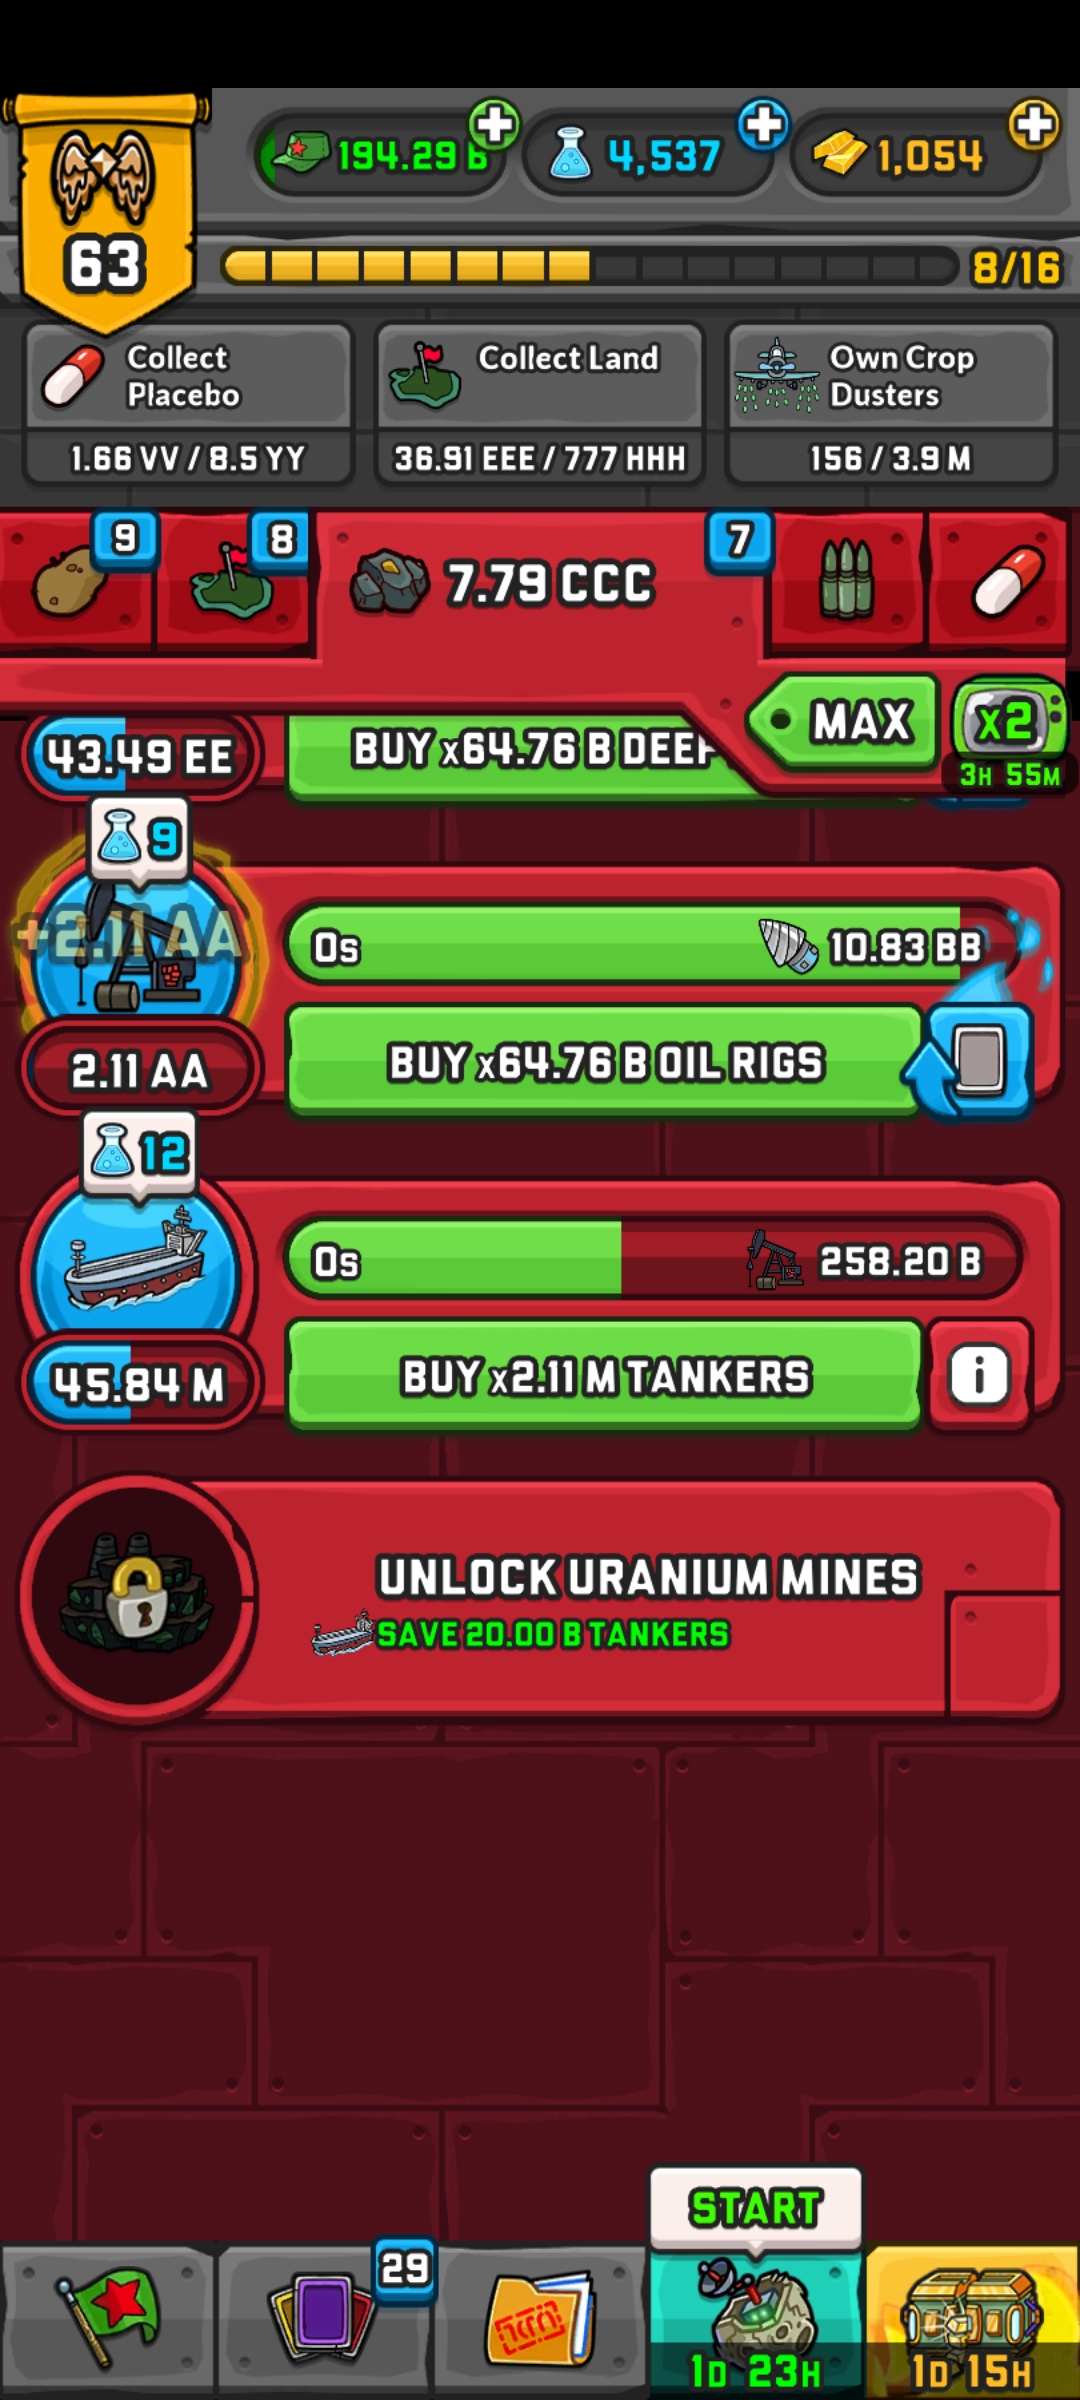 194.29 B
4,537
1,054
63
8/16
Collect
Placebo
1.66 VV / 8.5 YY
Collect Land
36.91 EEE / 777 HHH
Own Crop
Dusters
156 / 3.9 M
9
8
7.79 CCC
7
MAX
x2
3H 55M
43.49 EE
BUY x64.76 B DEEP
9
+2.11 AA
0s
10.83 BB
2.11 AA
BUY x64.76 B OIL RIGS
12
0s
258.20 B
45.84 M
BUY x2.11 M TANKERS
i
UNLOCK URANIUM MINES
SAVE 20.00 B TANKERS
START
29
1D 23H
1D 15H